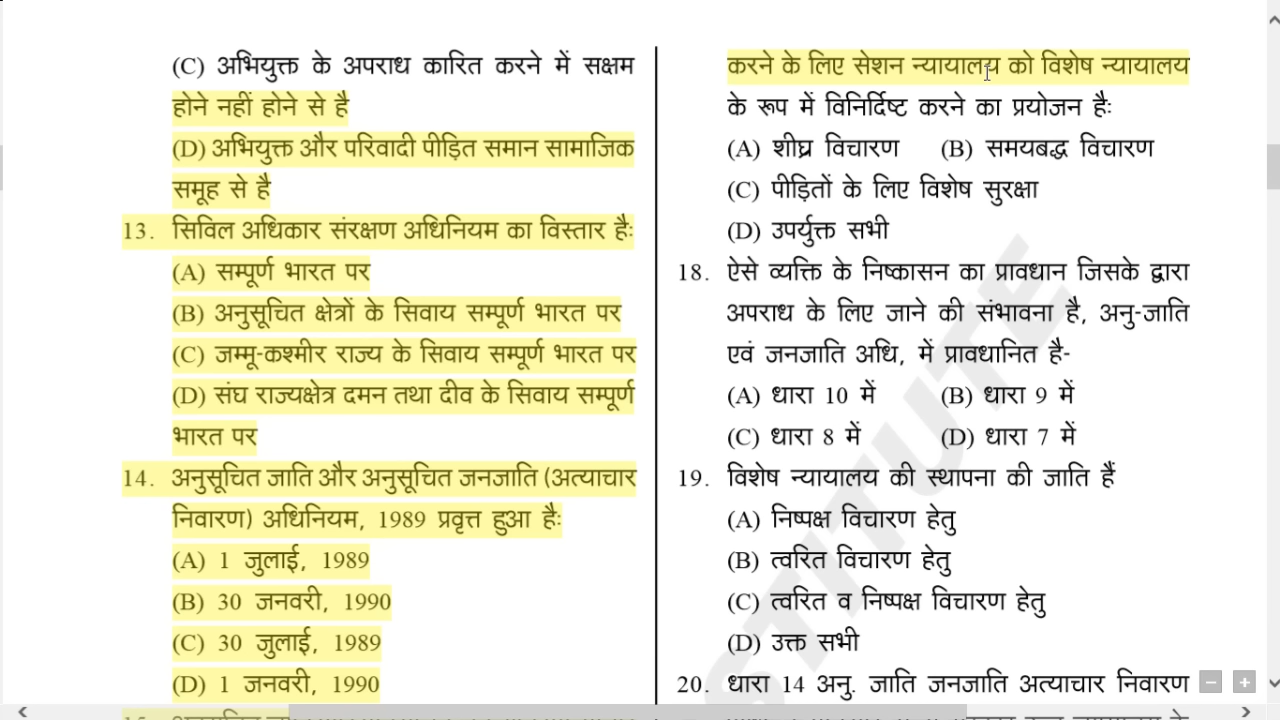 (C) अभियुक्त के अपराध कारित करने में सक्षम
होने नहीं होने से है
(D) अभियुक्त और परिवादी पीड़ित समान सामाजिक
समूह से है
13. सिविल अधिकार संरक्षण अधिनियम का विस्तार हैः
(A) सम्पूर्ण भारत पर
(B) अनुसूचित क्षेत्रों के सिवाय सम्पूर्ण भारत पर
(C) जम्मू-कश्मीर राज्य के सिवाय सम्पूर्ण भारत पर
(D) संघ राज्यक्षेत्र दमन तथा दीव के सिवाय सम्पूर्ण
भारत पर
14. अनुसूचित जाति और अनुसूचित जनजाति (अत्याचार
निवारण) अधिनियम, 1989 प्रवृत्त हुआ हैः
(A) 1 जुलाई, 1989
(B) 30 जनवरी, 1990
(C) 30 जुलाई, 1989
(D) 1 जनवरी, 1990
करने के लिए सेशन न्यायालय को विशेष न्यायालय
के रूप में विनिर्दिष्ट करने का प्रयोजन हैः
(A) शीघ्र विचारण (B) समयबद्ध विचारण
(C) पीड़ितों के लिए विशेष सुरक्षा
(D) उपर्युक्त सभी
18. ऐसे व्यक्ति के निष्कासन का प्रावधान जिसके द्वारा
अपराध के लिए जाने की संभावना है, अनु-जाति
एवं जनजाति अधि, में प्रावधानित है-
(A) धारा 10 में (B) धारा 9 में
(C) धारा 8 में (D) धारा 7 में
19. विशेष न्यायालय की स्थापना की जाति हैं
(A) निष्पक्ष विचारण हेतु
(B) त्वरित विचारण हेतु
(C) त्वरित व निष्पक्ष विचारण हेतु
(D) उक्त सभी
20. धारा 14 अनु. जाति जनजाति अत्याचार निवारण
STITUTE